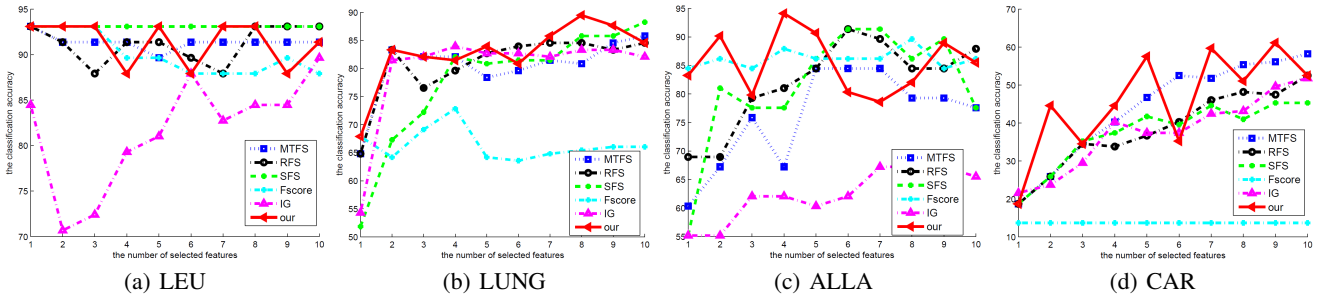 the classification accuracy
95
90
85
80
75
70
1 2 3 4 5 6 7 8 9 10
MTFS
RFS
SFS
Fscore
IG
our
the number of selected features
(a) LEU
the classification accuracy
90
85
80
75
70
65
60
55
50
1 2 3 4 5 6 7 8 9 10
MTFS
RFS
SFS
Fscore
IG
our
the number of selected features
(b) LUNG
the classification accuracy
95
90
85
80
75
70
65
60
55
1 2 3 4 5 6 7 8 9 10
MTFS
RFS
SFS
Fscore
IG
our
the number of selected features
(c) ALLA
the classification accuracy
70
60
50
40
30
20
10
1 2 3 4 5 6 7 8 9 10
MTFS
RFS
SFS
Fscore
IG
our
the number of selected features
(d) CAR